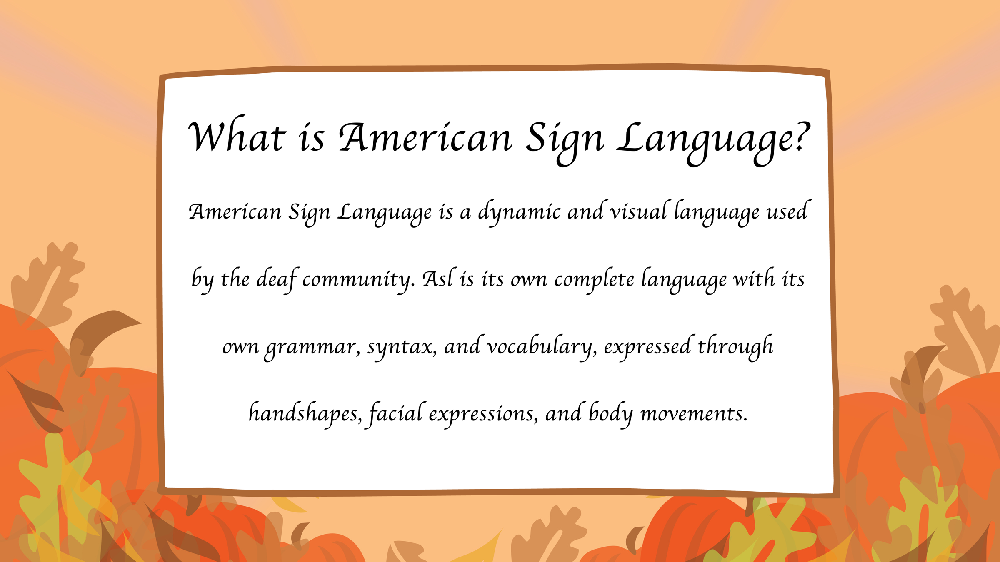 What is American Sign Language?
American Sign Language is a dynamic and visual language used
by the deaf community. Asl is its own complete language with its
own grammar, syntax, and vocabulary, expressed through
handshapes, facial expressions, and body movements.